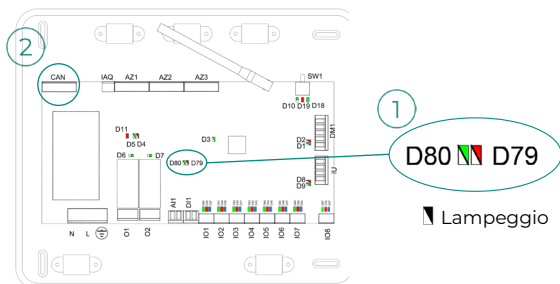 2
CAN
IAQ
AZ1
AZ2
AZ3
SW1
D10 D19 D18
D11
D5 D4
D3
D2
D1
DM1
D6
D7
D80
D79
D8
D9
IU
AI1
DI1
N
L
O1
O2
IO1
IO2
IO3
IO4
IO5
IO6
IO7
IO8
1
D80 D79
Lampeggio